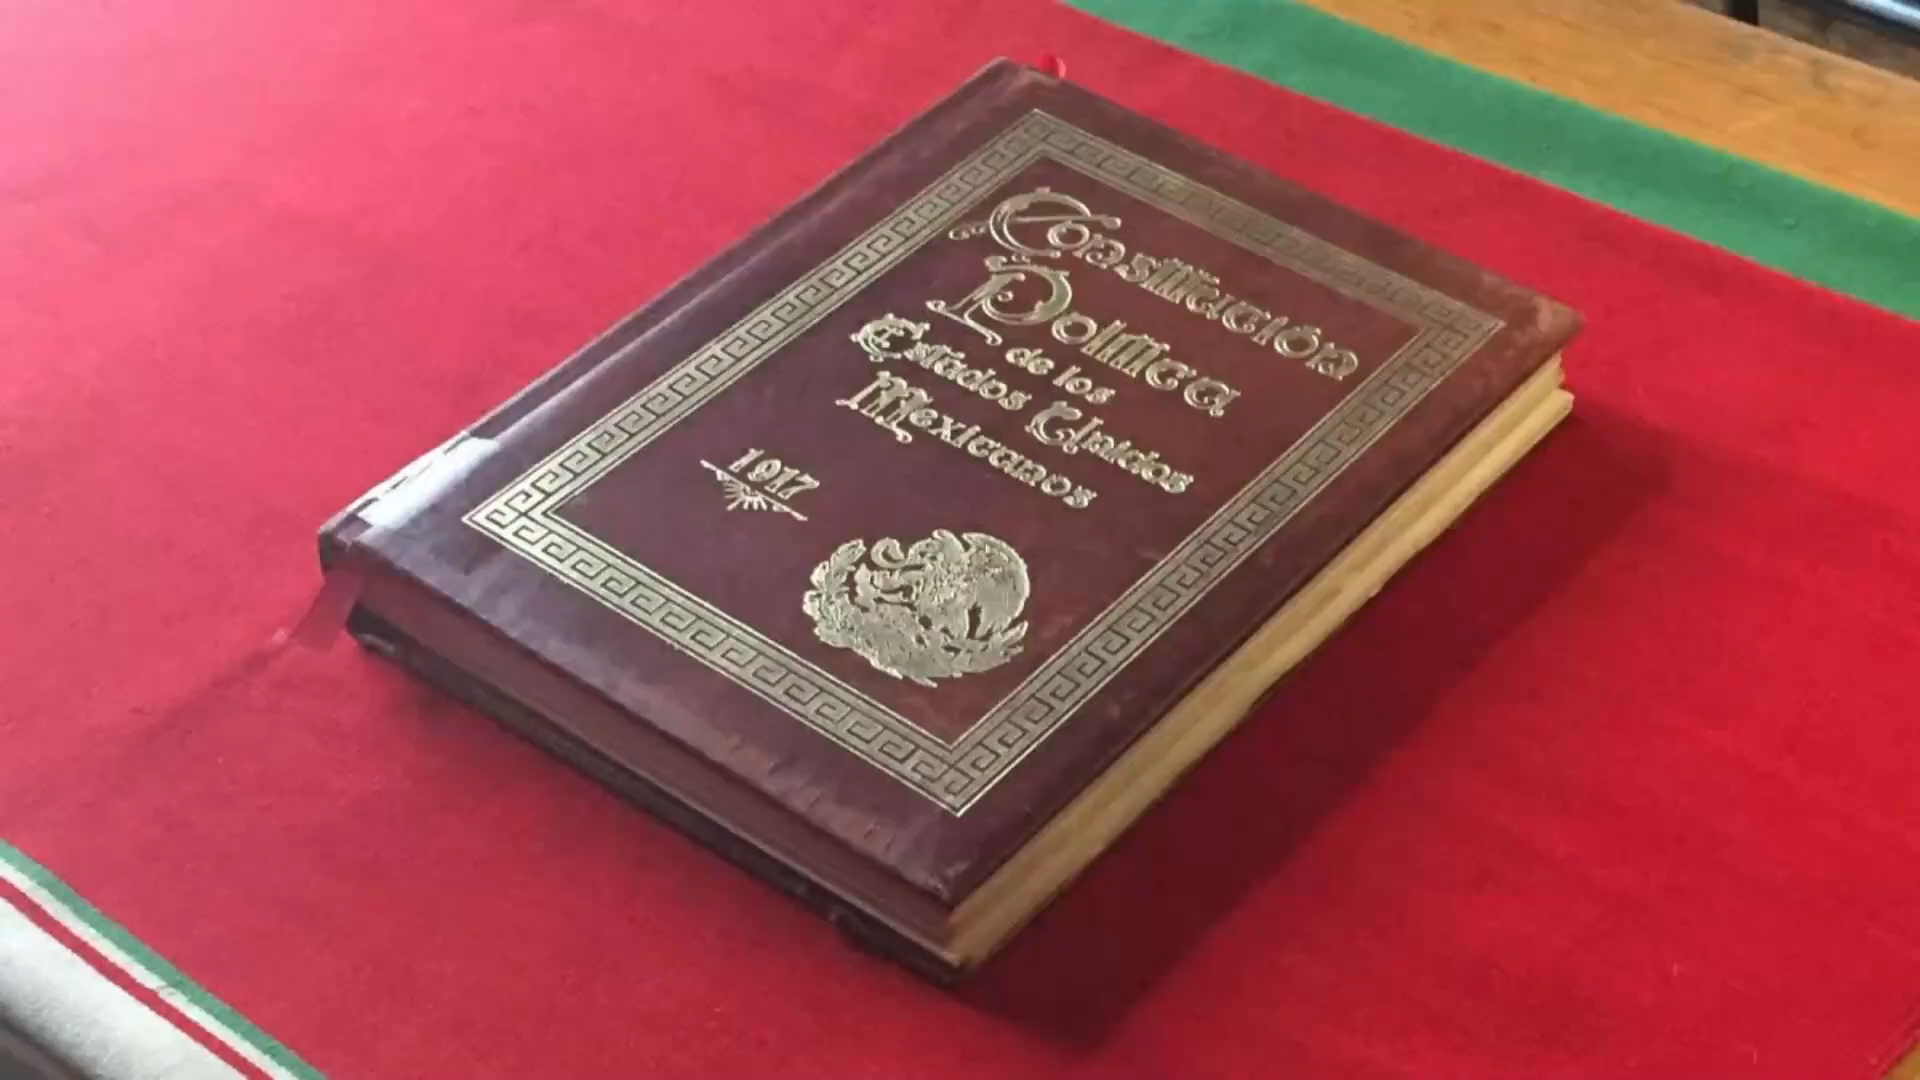 Constitución
Política
de los
Estados Unidos
Mexicanos
1917